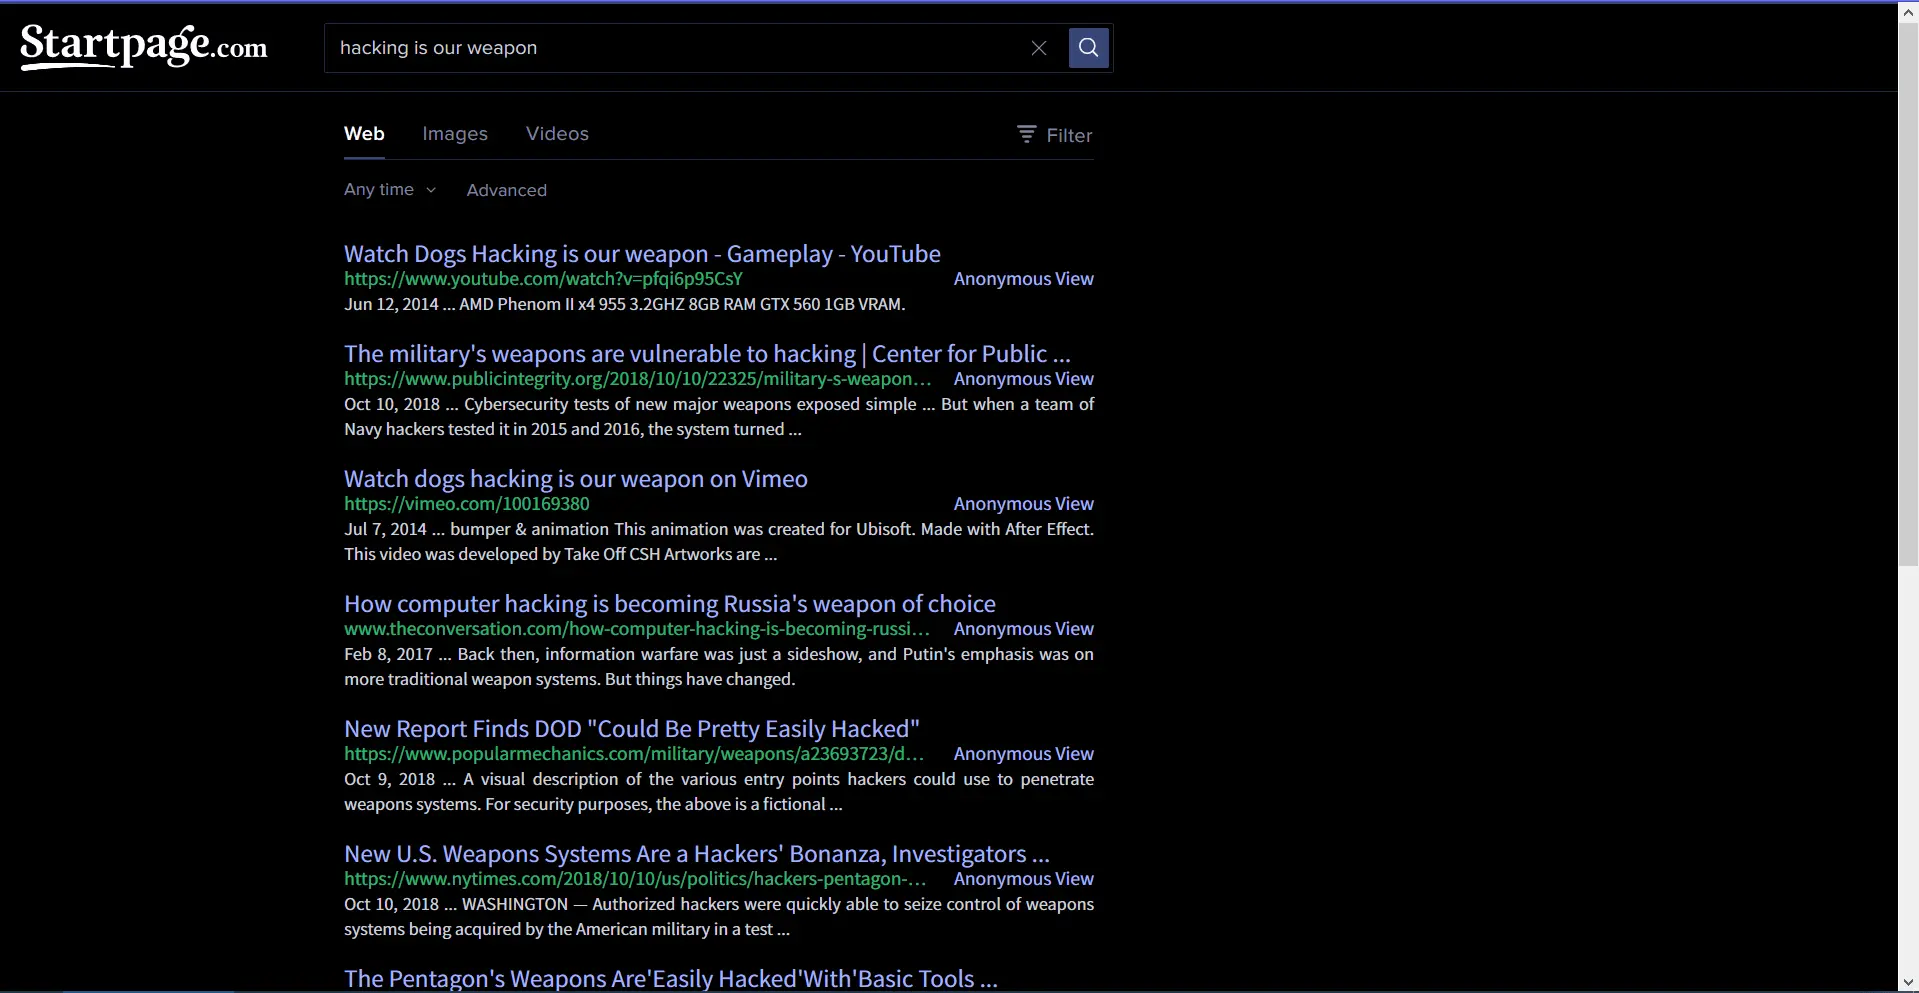 Startpage.com
hacking is our weapon
Web Images Videos Filter
Any time Advanced
Watch Dogs Hacking is our weapon - Gameplay - YouTube
https://www.youtube.com/watch?v=pfqi6p95CsY Anonymous View
Jun 12, 2014 ... AMD Phenom II x4 955 3.2GHZ 8GB RAM GTX 560 1GB VRAM.
The military's weapons are vulnerable to hacking | Center for Public ...
https://www.publicintegrity.org/2018/10/10/22325/military-s-weapon... Anonymous View
Oct 10, 2018 ... Cybersecurity tests of new major weapons exposed simple ... But when a team of
Navy hackers tested it in 2015 and 2016, the system turned ...
Watch dogs hacking is our weapon on Vimeo
https://vimeo.com/100169380 Anonymous View
Jul 7, 2014 ... bumper & animation This animation was created for Ubisoft. Made with After Effect.
This video was developed by Take Off CSH Artworks are ...
How computer hacking is becoming Russia's weapon of choice
www.theconversation.com/how-computer-hacking-is-becoming-russi... Anonymous View
Feb 8, 2017 ... Back then, information warfare was just a sideshow, and Putin's emphasis was on
more traditional weapon systems. But things have changed.
New Report Finds DOD "Could Be Pretty Easily Hacked"
https://www.popularmechanics.com/military/weapons/a23693723/d... Anonymous View
Oct 9, 2018 ... A visual description of the various entry points hackers could use to penetrate
weapons systems. For security purposes, the above is a fictional ...
New U.S. Weapons Systems Are a Hackers' Bonanza, Investigators ...
https://www.nytimes.com/2018/10/10/us/politics/hackers-pentagon-... Anonymous View
Oct 10, 2018 ... WASHINGTON — Authorized hackers were quickly able to seize control of weapons
systems being acquired by the American military in a test ...
The Pentagon's Weapons Are'Easily Hacked'With'Basic Tools ...